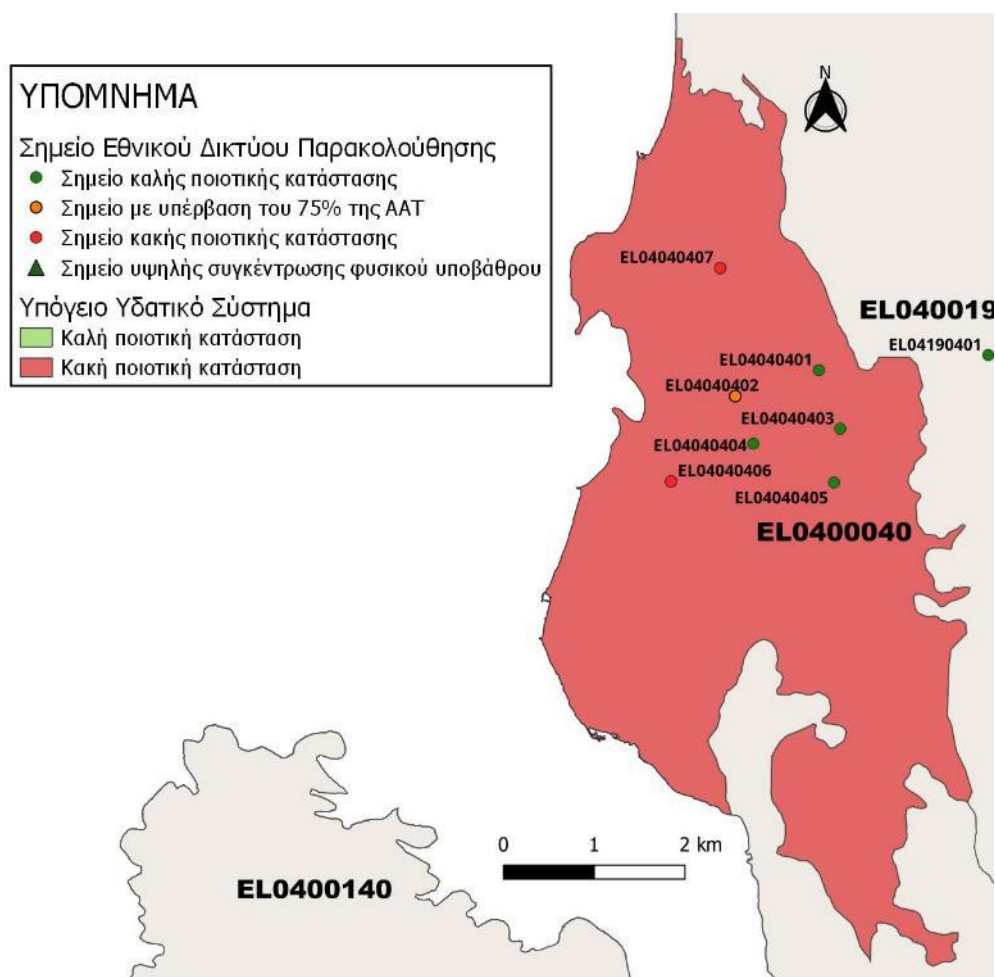 ΥΠΟΜΝΗΜΑ
Σημείο Εθνικού Δικτύου Παρακολούθησης
Σημείο καλής ποιοτικής κατάστασης
Σημείο με υπέρβαση του 75% της ΑΑΤ
Σημείο κακής ποιοτικής κατάστασης
Σημείο υψηλής συγκέντρωσης φυσικού υποβάθρου
Υπόγειο Υδατικό Σύστημα
Καλή ποιοτική κατάσταση
Κακή ποιοτική κατάσταση
N
EL04040407
EL040019
EL04190401
EL04040401
EL04040402
EL04040403
EL04040404
EL04040406
EL04040405
EL0400040
0 1 2 km
EL0400140